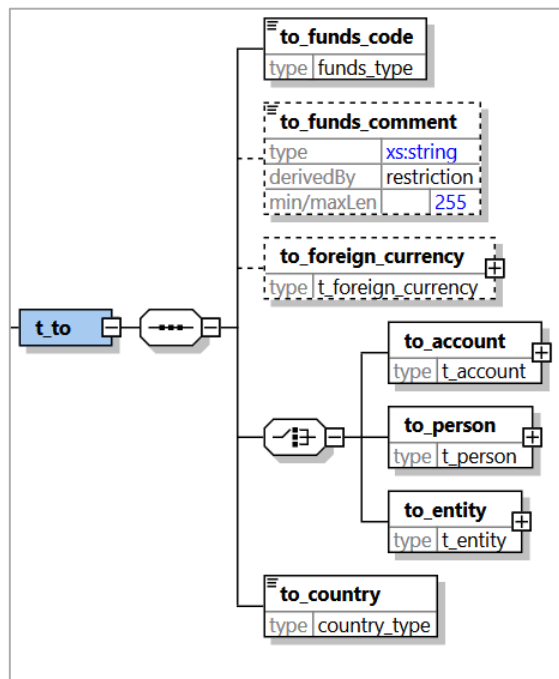 to_funds_code
type funds_type
to_funds_comment
type xs:string
derivedBy restriction
min/maxLen 255
to_foreign_currency
type t_foreign_currency
t_to
to_account
type t_account
to_person
type t_person
to_entity
type t_entity
to_country
type country_type